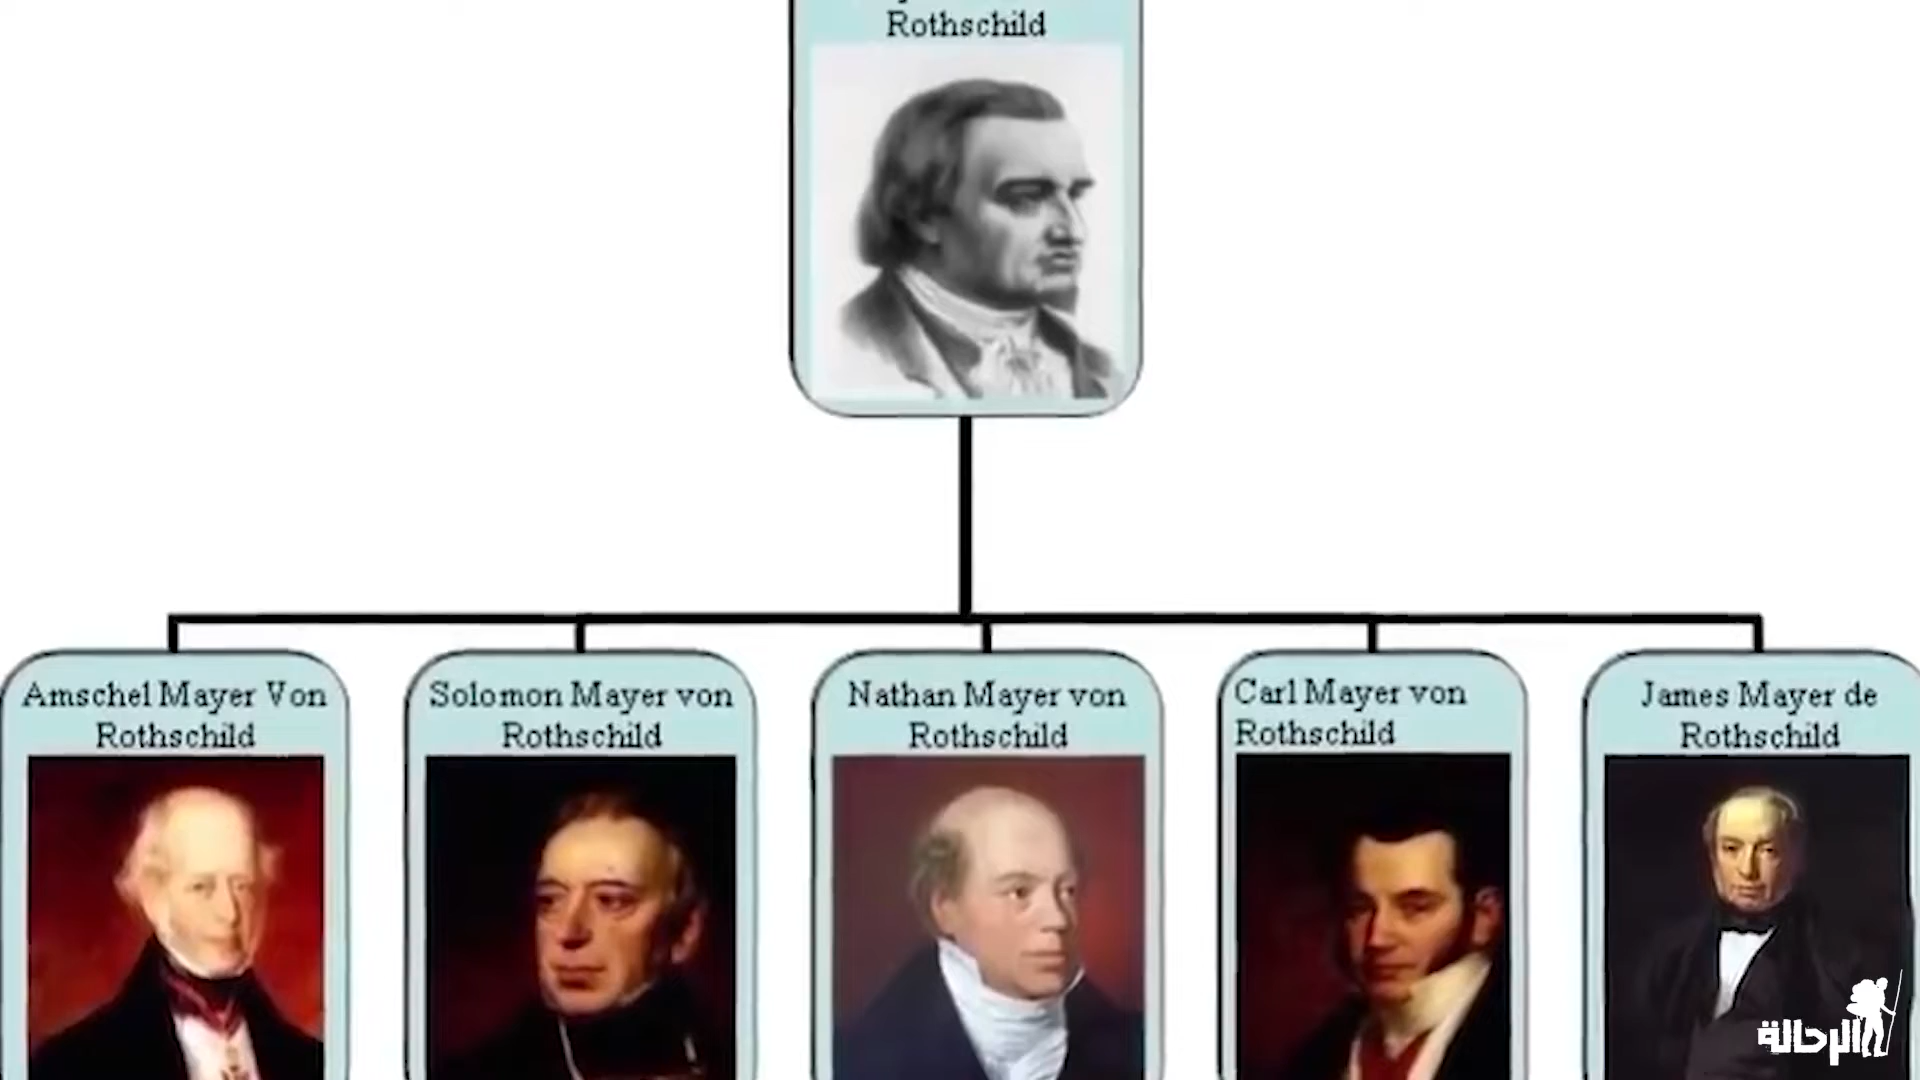 Rothschild
Amschel Mayer Von
Rothschild
Solomon Mayer von
Rothschild
Nathan Mayer von
Rothschild
Carl Mayer von
Rothschild
James Mayer de
Rothschild
الرحالة